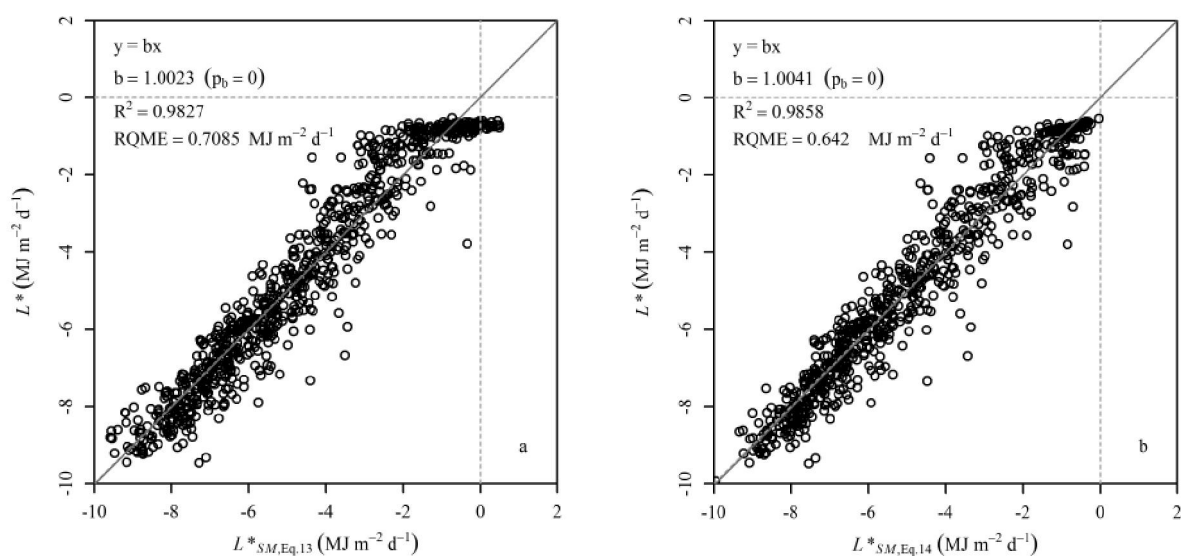 2
0
-2
-4
-6
-8
-10
L* (MJ m⁻² d⁻¹)
y = bx
b = 1.0023 (p_b = 0)
R² = 0.9827
RQME = 0.7085 MJ m⁻² d⁻¹
a
-10 -8 -6 -4 -2 0 2
L*_SM,Eq.13 (MJ m⁻² d⁻¹)
2
0
-2
-4
-6
-8
-10
L* (MJ m⁻² d⁻¹)
y = bx
b = 1.0041 (p_b = 0)
R² = 0.9858
RQME = 0.642 MJ m⁻² d⁻¹
b
-10 -8 -6 -4 -2 0 2
L*_SM,Eq.14 (MJ m⁻² d⁻¹)